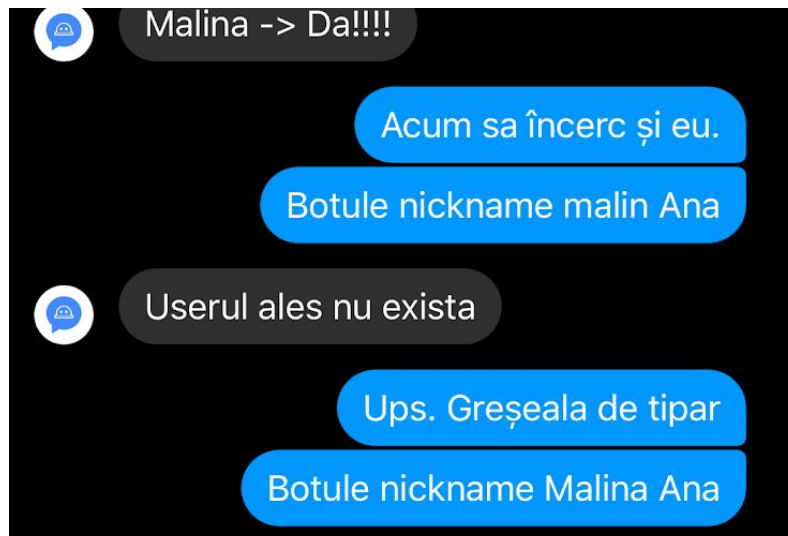 Malina -> Da!!!!
Acum sa încerc și eu.
Botule nickname malin Ana
Userul ales nu exista
Ups. Greșeala de tipar
Botule nickname Malina Ana